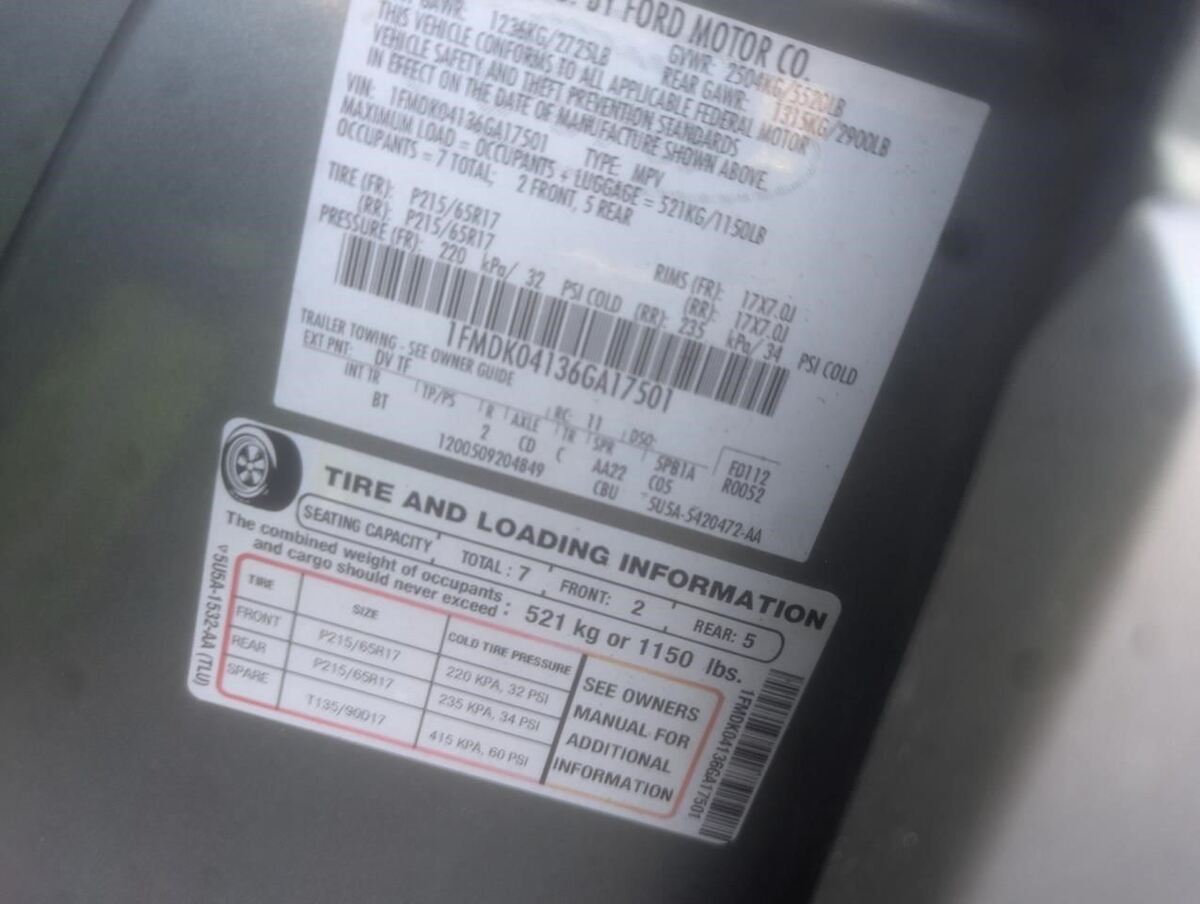 BY FORD MOTOR CO.
GAWR: 1236KG/2725LB GVWR: 2504KG/5520LB
REAR GAWR: 1315KG/2900LB
THIS VEHICLE CONFORMS TO ALL APPLICABLE FEDERAL MOTOR
VEHICLE SAFETY AND THEFT PREVENTION STANDARDS
IN EFFECT ON THE DATE OF MANUFACTURE SHOWN ABOVE.
VIN: 1FMDK04136GA17501 TYPE: MPV
MAXIMUM LOAD = OCCUPANTS + LUGGAGE = 521KG/1150LB
OCCUPANTS = 7 TOTAL, 2 FRONT, 5 REAR
TIRE (FR): P215/65R17 RIMS (FR): 17X7.0J
(RR): P215/65R17 (RR): 17X7.0J
PRESSURE (FR): 220 kPa/ 32 PSI COLD (RR): 235 kPa/ 34 PSI COLD
1FMDK04136GA17501
TRAILER TOWING - SEE OWNER GUIDE
EXT PNT: DV TF RC: 11 DSO: F0112
INT TR TP/PS R AXLE TR SPR R0052
BT 2 CD C AA22 SPB1A
1200509204849 CBU C05 5U5A-5420472-AA
TIRE AND LOADING INFORMATION
SEATING CAPACITY TOTAL: 7 FRONT: 2 REAR: 5
The combined weight of occupants
and cargo should never exceed : 521 kg or 1150 lbs.
TIRE SIZE COLD TIRE PRESSURE
FRONT P215/65R17 220 KPA, 32 PSI
REAR P215/65R17 235 KPA, 34 PSI
SPARE T135/90D17 415 KPA, 60 PSI
SEE OWNERS
MANUAL FOR
ADDITIONAL
INFORMATION
5U5A-1532-AA (TLU)
1FMDK04136GA17501